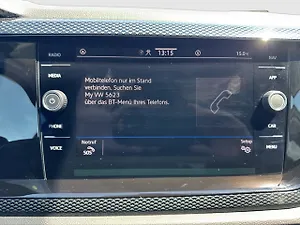 RADIO
13:15
15.0
NAV
MEDIA
Mobiltelefon nur im Stand
verbinden. Suchen Sie
My VW 5623
über das BT-Menü Ihres Telefons.
APP
PHONE
CAR
VOICE
Notruf
SOS
Setup
MENU